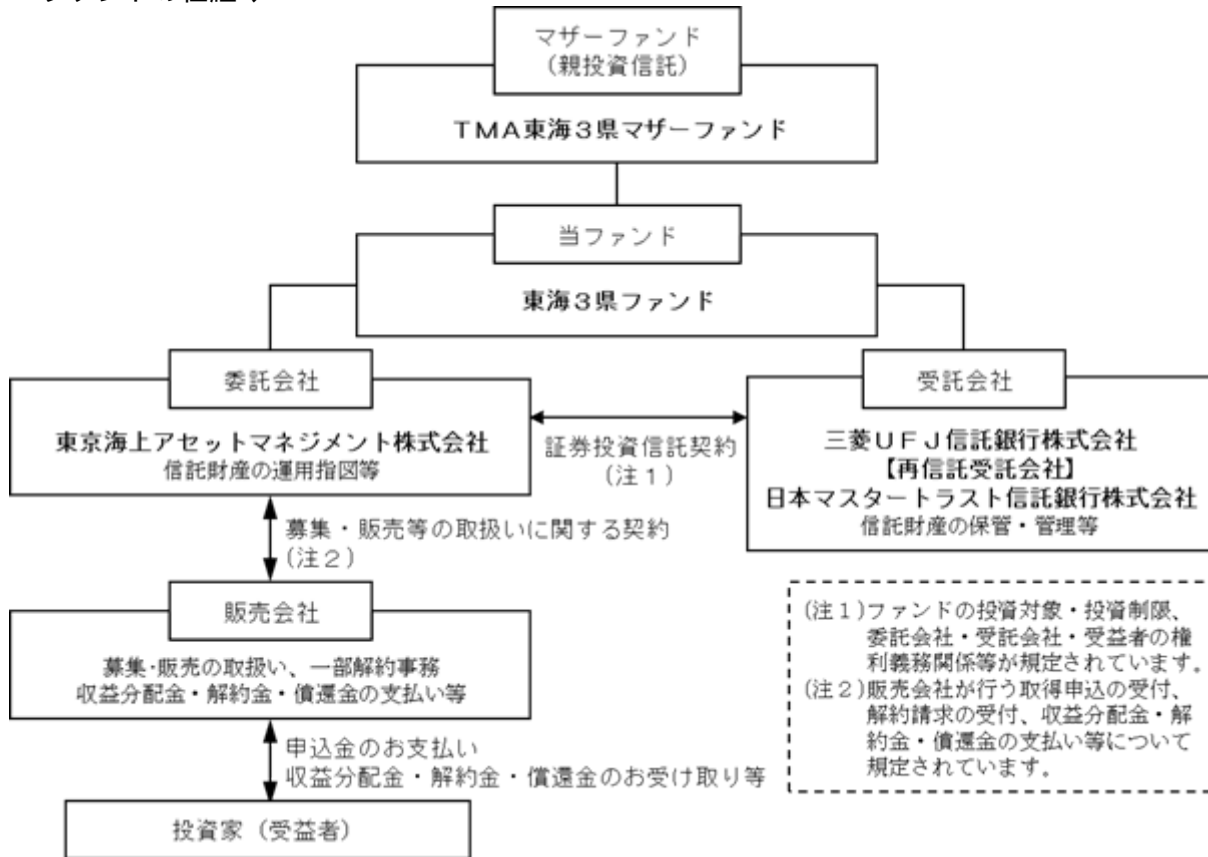 マザーファンド
（親投資信託）
ＴＭＡ東海３県マザーファンド
当ファンド
東海３県ファンド
委託会社
東京海上アセットマネジメント株式会社
信託財産の運用指図等
証券投資信託契約
（注１）
受託会社
三菱ＵＦＪ信託銀行株式会社
【再信託受託会社】
日本マスタートラスト信託銀行株式会社
信託財産の保管・管理等
募集・販売等の取扱いに関する契約
（注２）
販売会社
募集・販売の取扱い、一部解約事務
収益分配金・解約金・償還金の支払い等
申込金のお支払い
収益分配金・解約金・償還金のお受け取り等
投資家（受益者）
（注１）ファンドの投資対象・投資制限、
委託会社・受託会社・受益者の権
利義務関係等が規定されています。
（注２）販売会社が行う取得申込の受付、
解約請求の受付、収益分配金・解
約金・償還金の支払い等について
規定されています。